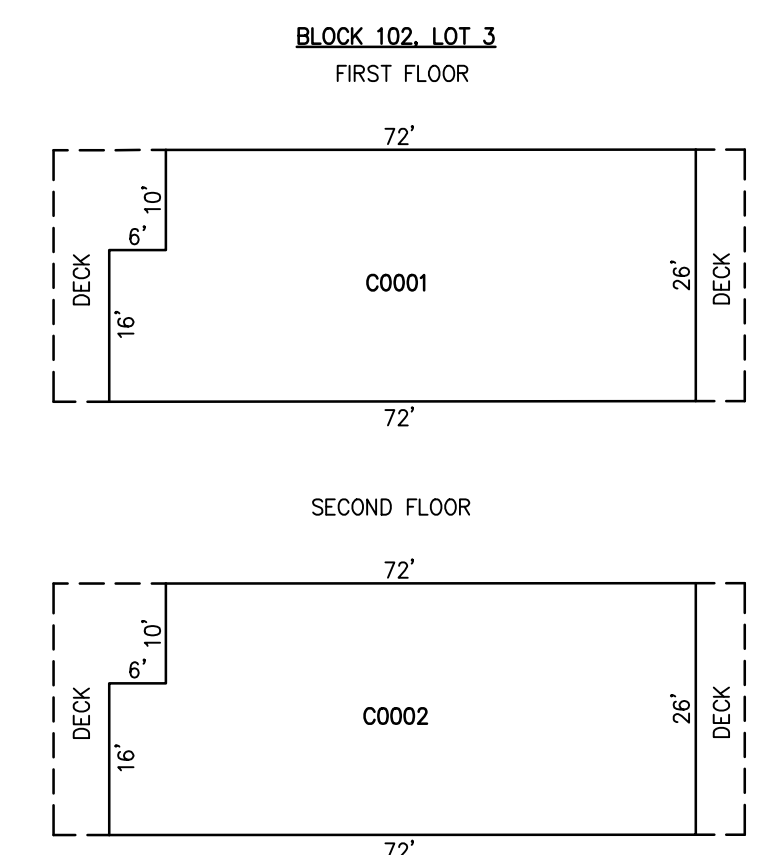 BLOCK 102, LOT 3
FIRST FLOOR
72'
10'
6'
DECK
16'
C0001
26'
DECK
72'
SECOND FLOOR
72'
10'
6'
DECK
16'
C0002
26'
DECK
72'